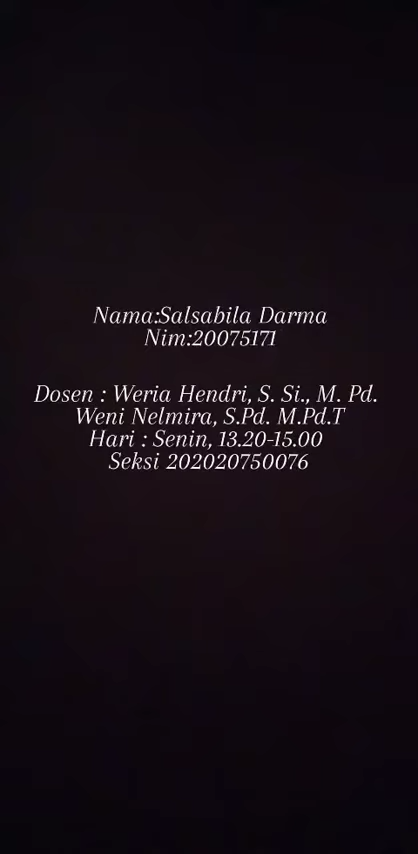 Nama:Salsabila Darma
Nim:20075171
Dosen : Weria Hendri, S. Si., M. Pd.
Weni Nelmira, S.Pd. M.Pd.T
Hari : Senin, 13.20-15.00
Seksi 202020750076